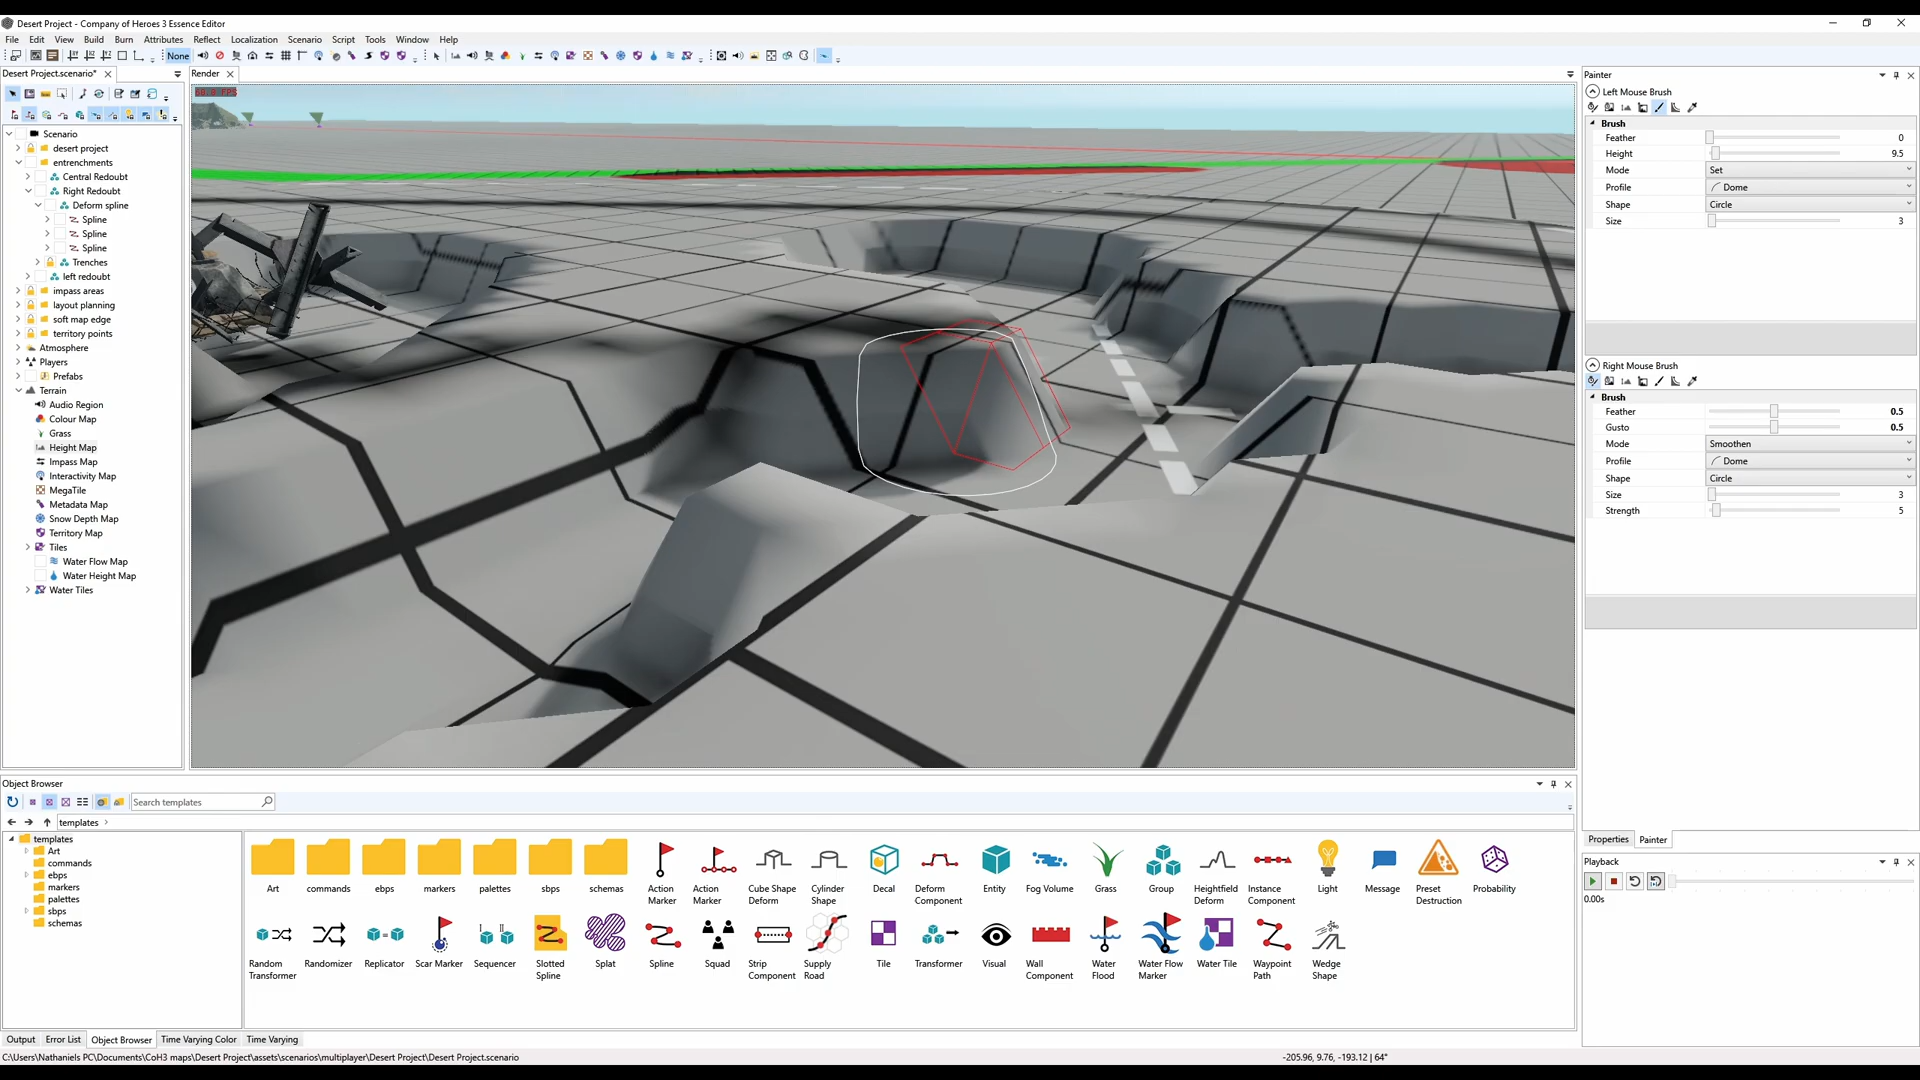 Desert Project - Company of Heroes 3 Essence Editor
File Edit View Build Burn Attributes Reflect Localization Scenario Script Tools Window Help
None
Desert Project.scenario*
Render
60.0 FPS
Scenario
desert project
entrenchments
Central Redoubt
Right Redoubt
Deform spline
Spline
Spline
Spline
Trenches
left redoubt
impass areas
layout planning
soft map edge
territory points
Atmosphere
Players
Prefabs
Terrain
Audio Region
Colour Map
Grass
Height Map
Impass Map
Interactivity Map
MegaTile
Metadata Map
Snow Depth Map
Territory Map
Tiles
Water Flow Map
Water Height Map
Water Tiles
Painter
Left Mouse Brush
Brush
Feather 0
Height 9.5
Mode Set
Profile Dome
Shape Circle
Size 3
Right Mouse Brush
Brush
Feather 0.5
Gusto 0.5
Mode Smoothen
Profile Dome
Shape Circle
Size 3
Strength 5
Properties Painter
Playback
0.00s
Object Browser
Search templates
templates
templates
Art
commands
ebps
markers
palettes
sbps
schemas
Art commands ebps markers palettes sbps schemas Action Marker Action Marker Cube Shape Deform Cylinder Shape Decal Deform Component Entity Fog Volume Grass Group Heightfield Deform Instance Component Light Message Preset Destruction Probability
Random Transformer Randomizer Replicator Scar Marker Sequencer Slotted Spline Splat Spline Squad Strip Component Supply Road Tile Transformer Visual Wall Component Water Flood Water Flow Marker Water Tile Waypoint Path Wedge Shape
Output Error List Object Browser Time Varying Color Time Varying
C:\Users\Nathaniels PC\Documents\CoH3 maps\Desert Project\assets\scenarios\multiplayer\Desert Project\Desert Project.scenario
-205.96, 9.76, -193.12 | 64°